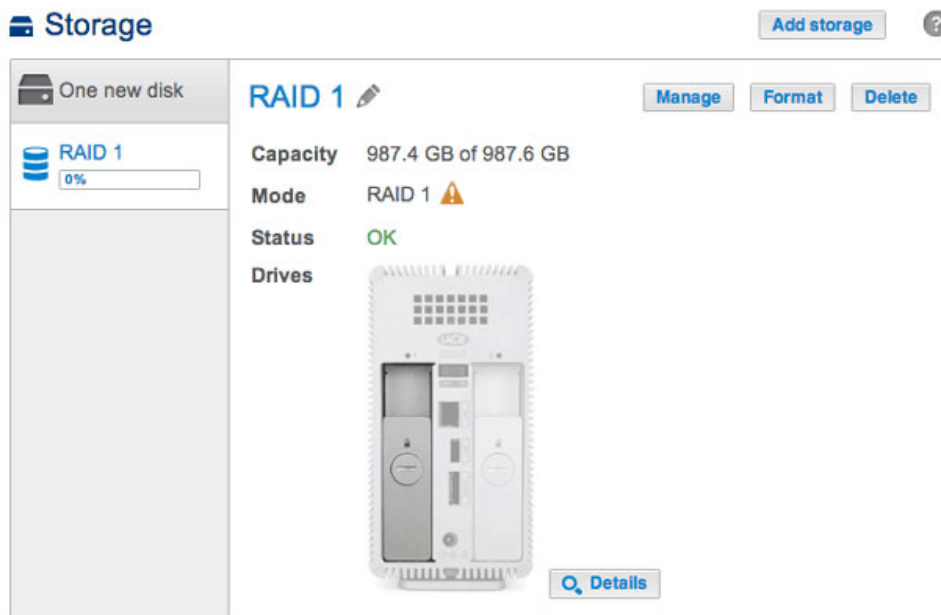 Storage
Add storage
One new disk
RAID 1
0%
RAID 1
Manage
Format
Delete
Capacity 987.4 GB of 987.6 GB
Mode RAID 1
Status OK
Drives
LACIE
Details